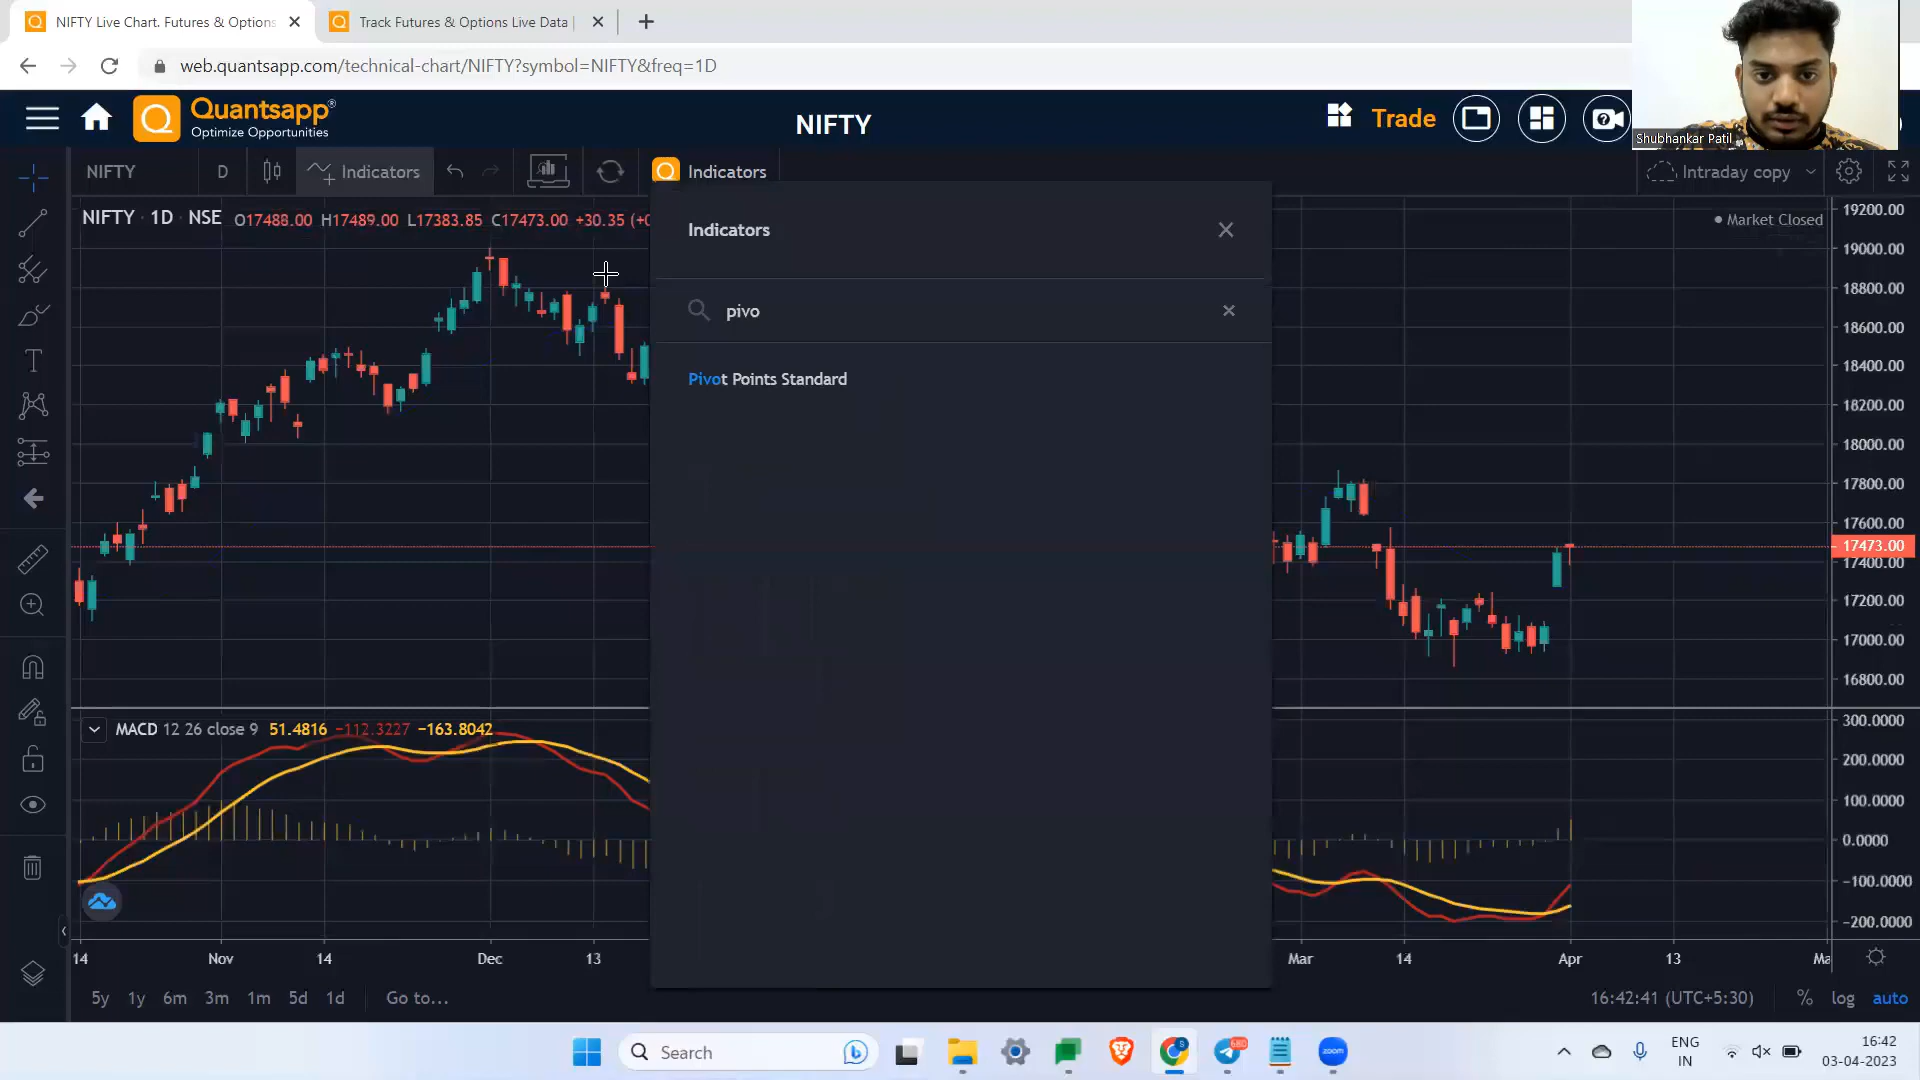 NIFTY Live Chart. Futures & Options
Track Futures & Options Live Data |
web.quantsapp.com/technical-chart/NIFTY?symbol=NIFTY&freq=1D
Quantsapp®
Optimize Opportunities
NIFTY
Trade
Shubhankar Patil
NIFTY
D
Indicators
Indicators
Intraday copy
NIFTY · 1D · NSE O17488.00 H17489.00 L17383.85 C17473.00 +30.35
Market Closed
Indicators
pivo
Pivot Points Standard
19200.00
19000.00
18800.00
18600.00
18400.00
18200.00
18000.00
17800.00
17600.00
17473.00
17400.00
17200.00
17000.00
16800.00
MACD 12 26 close 9 51.4816 −112.3227 −163.8042
300.0000
200.0000
100.0000
0.0000
−100.0000
−200.0000
14 Nov 14 Dec 13 Mar 14 Apr 13
5y 1y 6m 3m 1m 5d 1d Go to...
16:42:41 (UTC+5:30) % log auto
Search
680
zoom
ENG
IN
16:42
03-04-2023